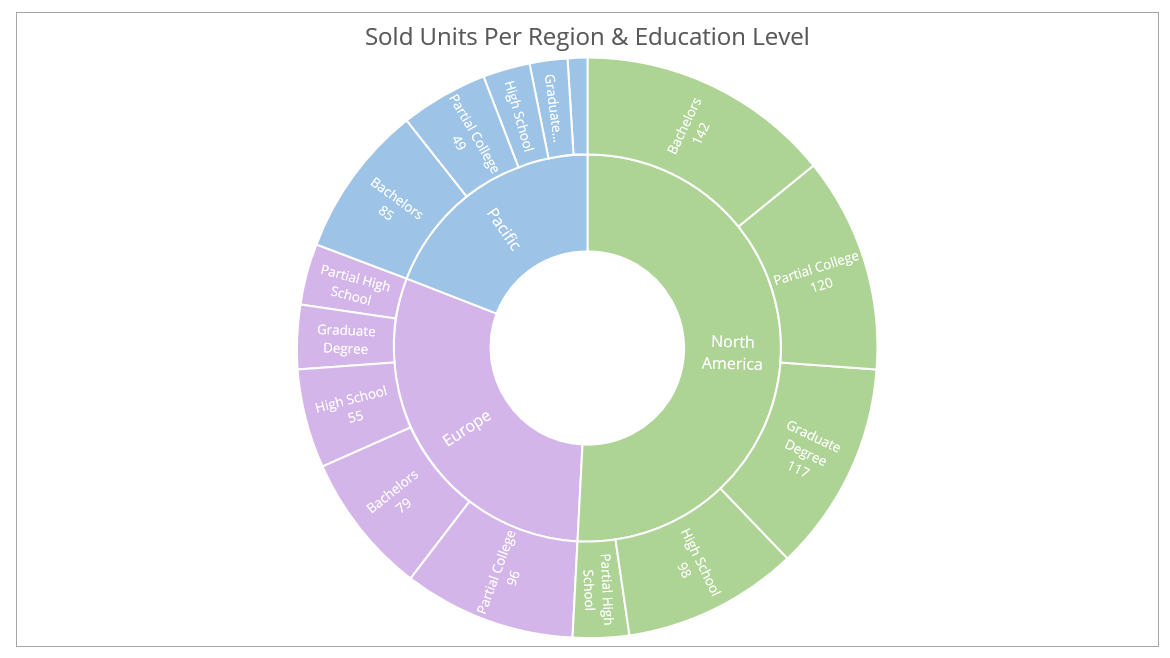 Sold Units Per Region & Education Level
North
America
Bachelors
142
Partial College
120
Graduate
Degree
117
High School
98
Partial High
School
Europe
Partial College
96
Bachelors
79
High School
55
Graduate
Degree
Partial High
School
Pacific
Bachelors
85
Partial College
49
High School
Graduate...